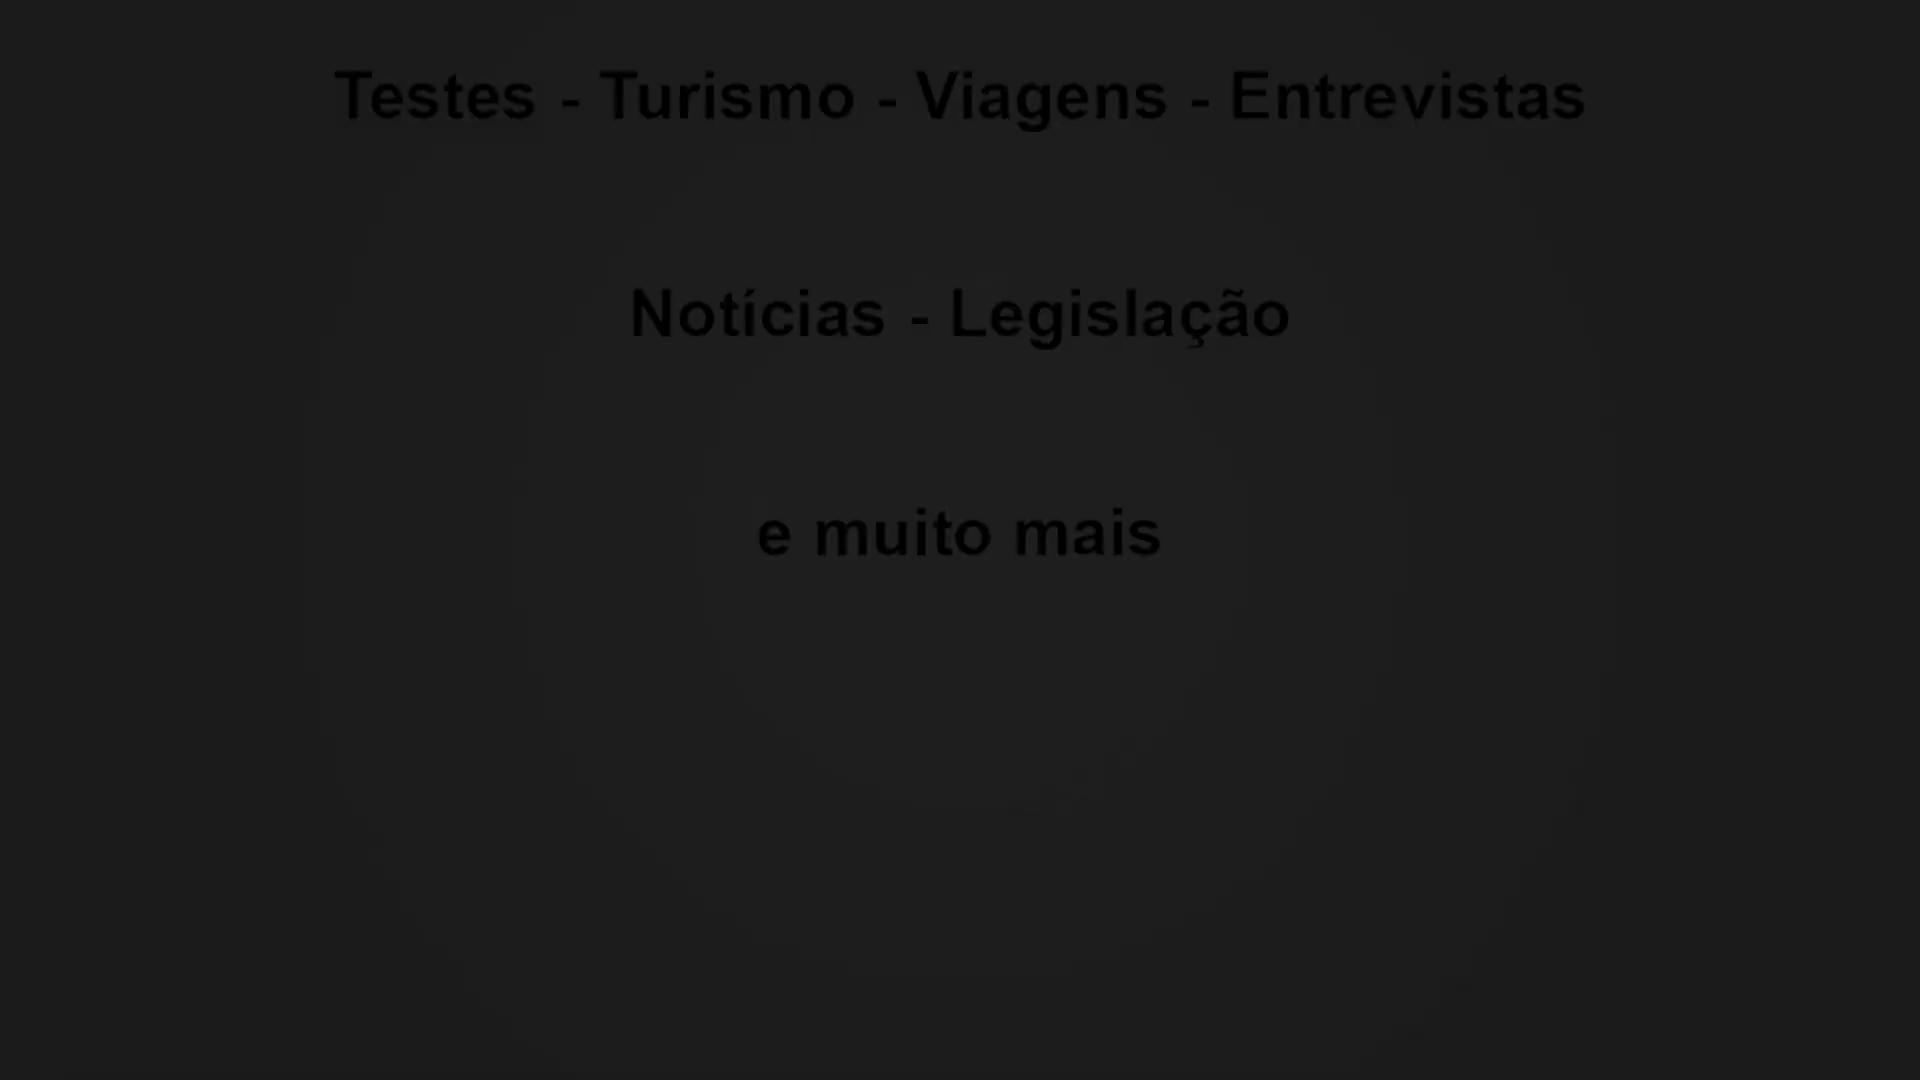 Testes - Turismo - Viagens - Entrevistas
Notícias - Legislação
e muito mais